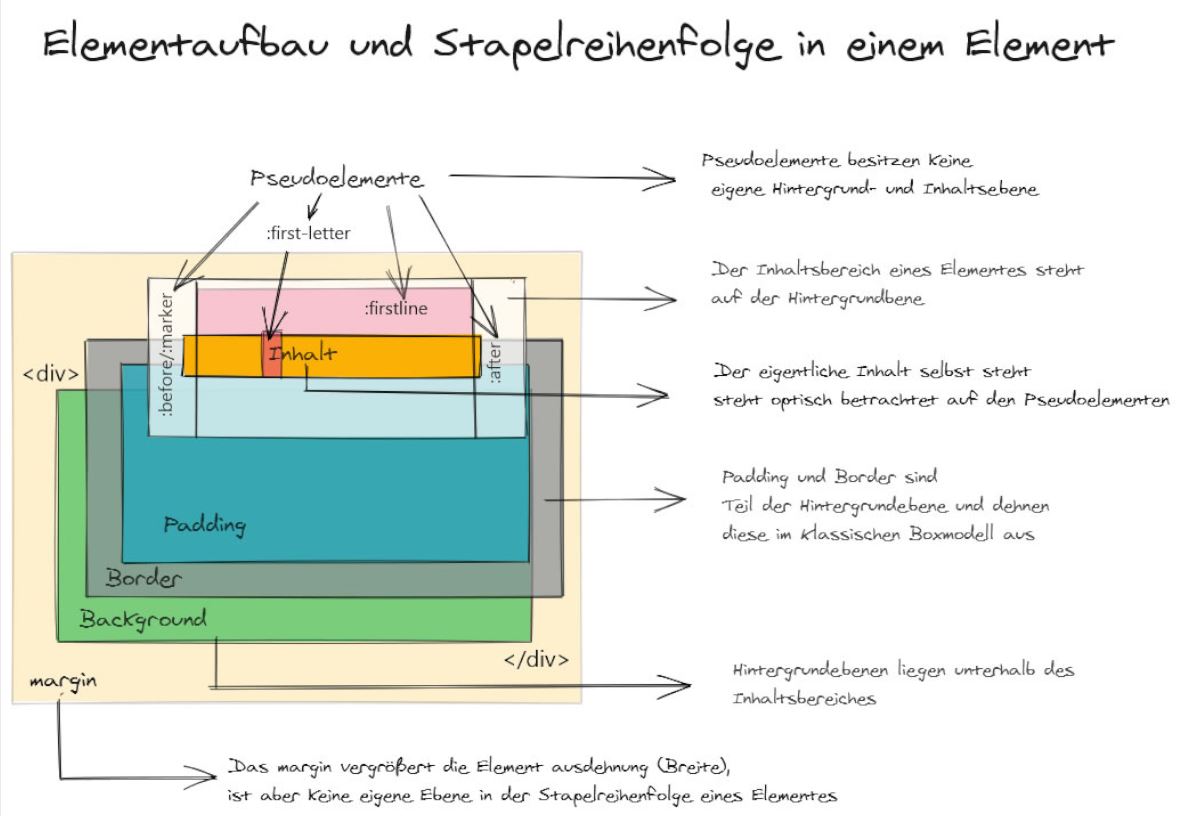 Elementaufbau und Stapelreihenfolge in einem Element
Pseudoelemente
:first-letter
:before/:marker
:firstline
:after
Inhalt
<div>
Padding
Border
Background
</div>
margin
Pseudoelemente besitzen keine
eigene Hintergrund- und Inhaltsebene
Der Inhaltsbereich eines Elementes steht
auf der Hintergrundbene
Der eigentliche Inhalt selbst steht
steht optisch betrachtet auf den Pseudoelementen
Padding und Border sind
Teil der Hintergrundebene und dehnen
diese im klassischen Boxmodell aus
Hintergrundebenen liegen unterhalb des
Inhaltsbereiches
Das margin vergrößert die Element ausdehnung (Breite),
ist aber keine eigene Ebene in der Stapelreihenfolge eines Elementes